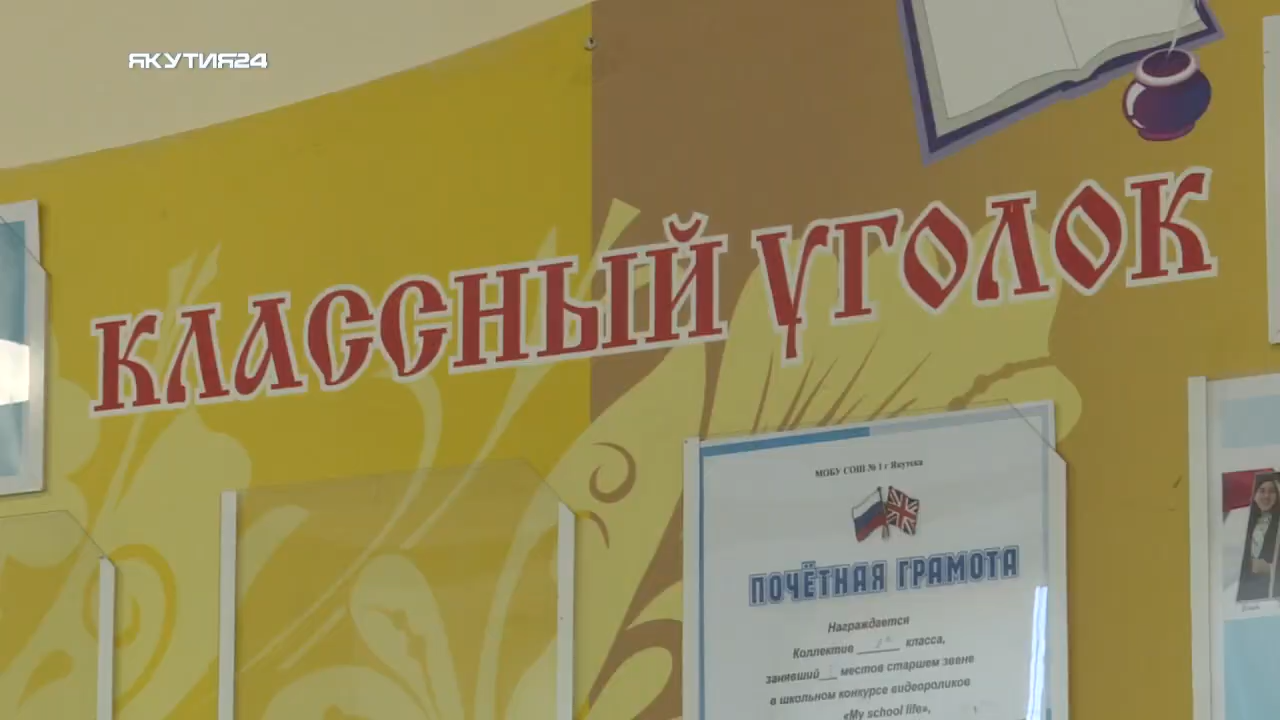 ЯКУТИЯ24
КЛАССНЫЙ УГОЛОК
МОБУ СОШ № 1 г Якутска
ПОЧЁТНАЯ ГРАМОТА
Награждается
Коллектив класса,
занявший местов старшем звене
в школьном конкурсе видеороликов
«My school life»,